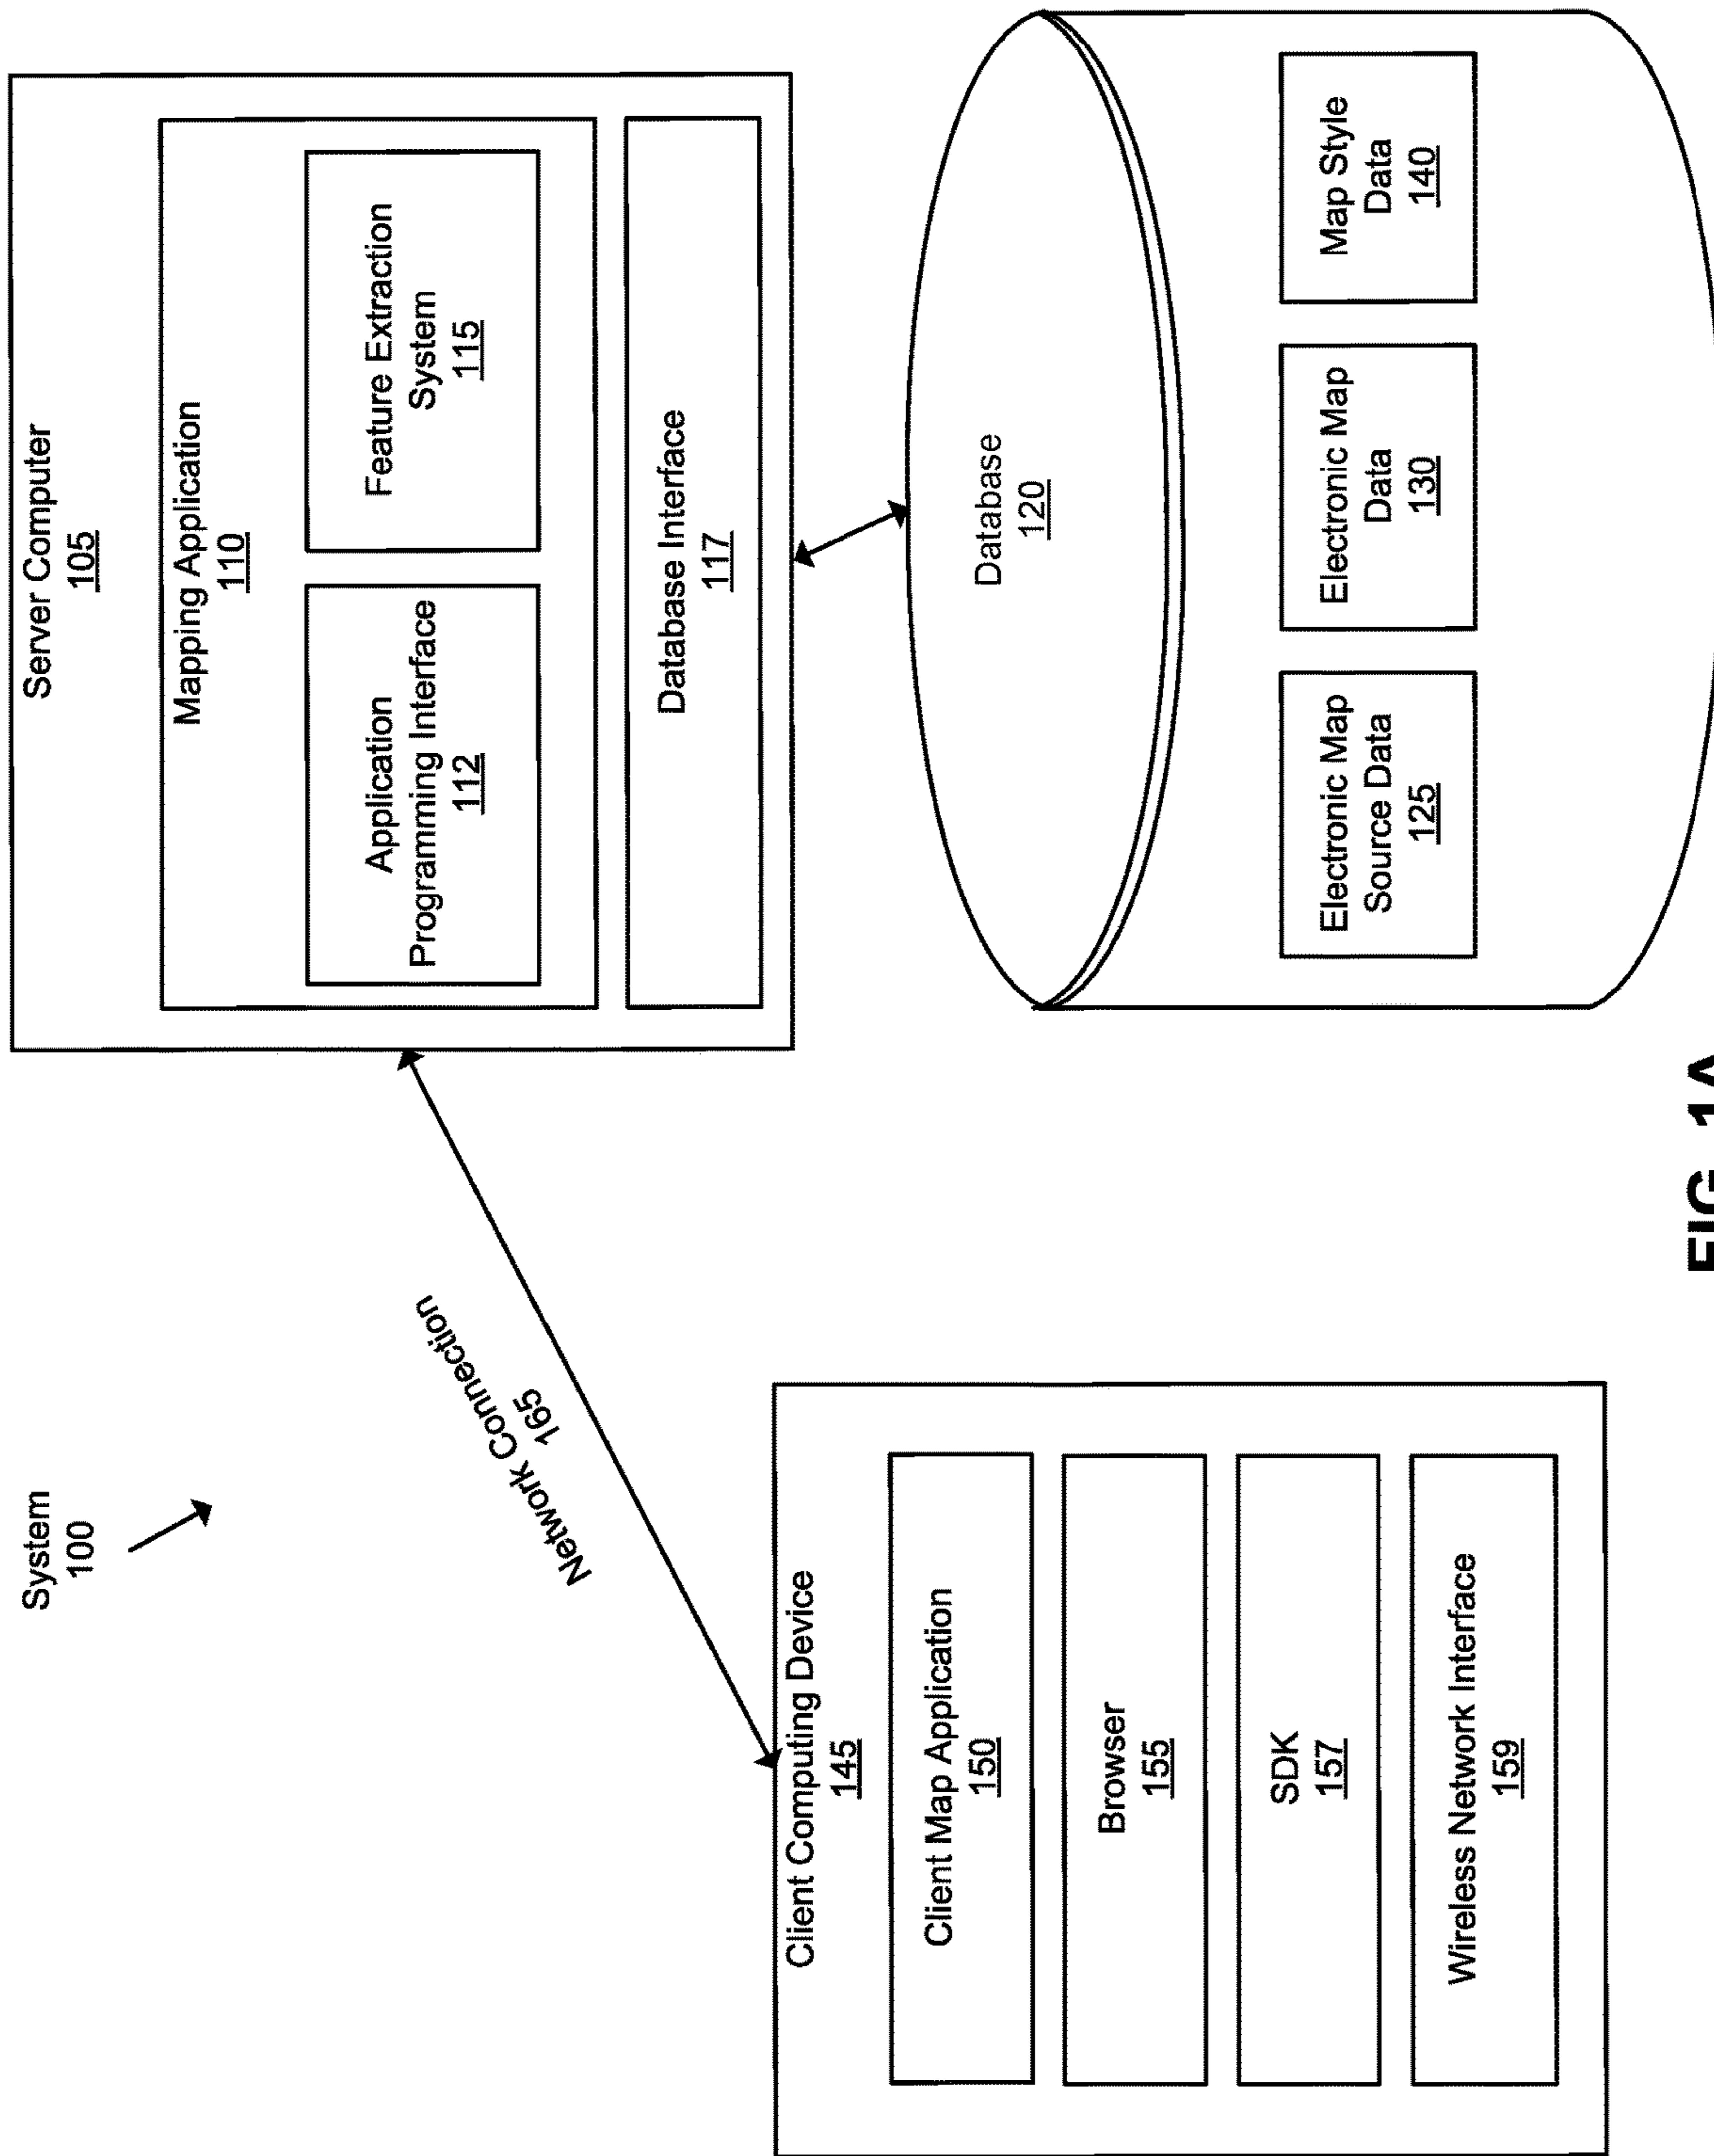 System
100
Server Computer
105
Mapping Application
110
Application
Programming Interface
112
Feature Extraction
System
115
Database Interface
117
Network Connection
165
Client Computing Device
145
Client Map Application
150
Browser
155
SDK
157
Wireless Network Interface
159
Database
120
Electronic Map
Source Data
125
Electronic Map
Data
130
Map Style
Data
140
FIG. 1A